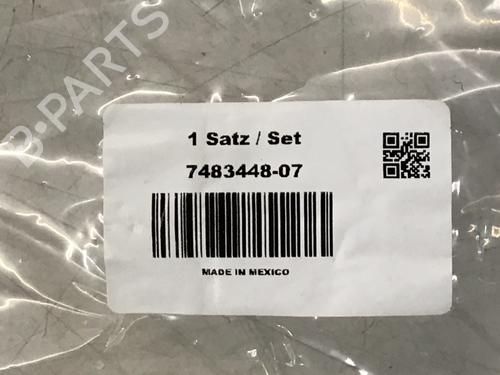 B-PARTS
1 Satz / Set
7483448-07
MADE IN MEXICO